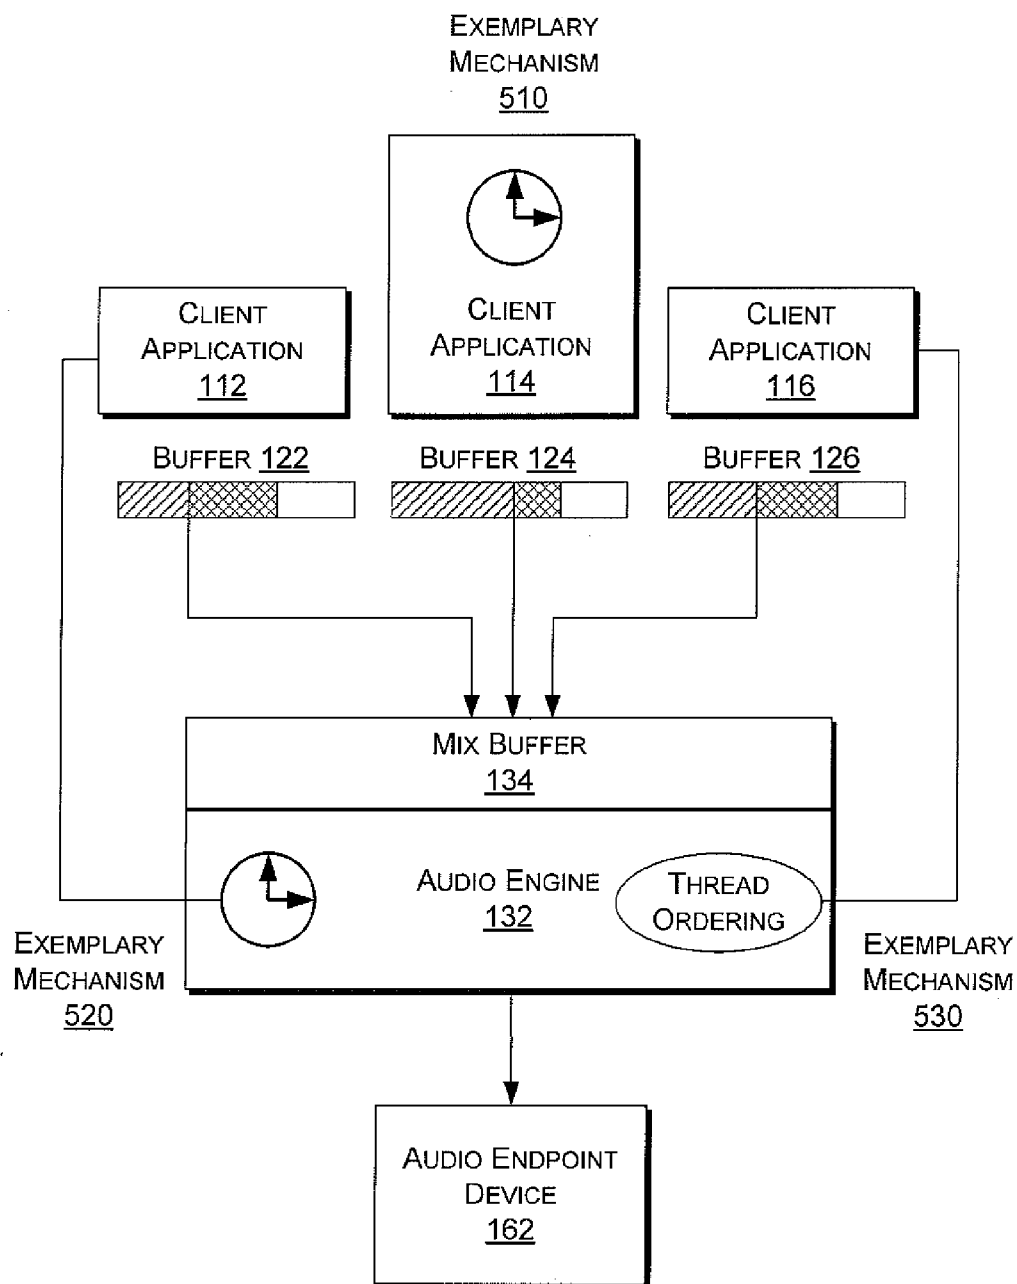 EXEMPLARY
MECHANISM
510
CLIENT
APPLICATION
112
CLIENT
APPLICATION
114
CLIENT
APPLICATION
116
BUFFER 122
BUFFER 124
BUFFER 126
MIX BUFFER
134
AUDIO ENGINE
132
THREAD
ORDERING
EXEMPLARY
MECHANISM
520
EXEMPLARY
MECHANISM
530
AUDIO ENDPOINT
DEVICE
162